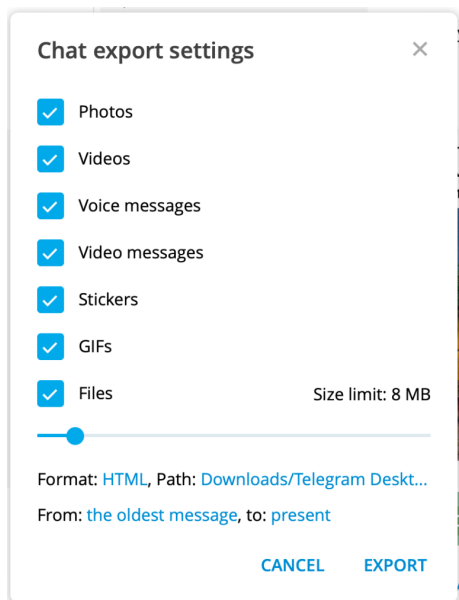 Chat export settings
Photos
Videos
Voice messages
Video messages
Stickers
GIFs
Files Size limit: 8 MB
Format: HTML, Path: Downloads/Telegram Deskt...
From: the oldest message, to: present
CANCEL EXPORT